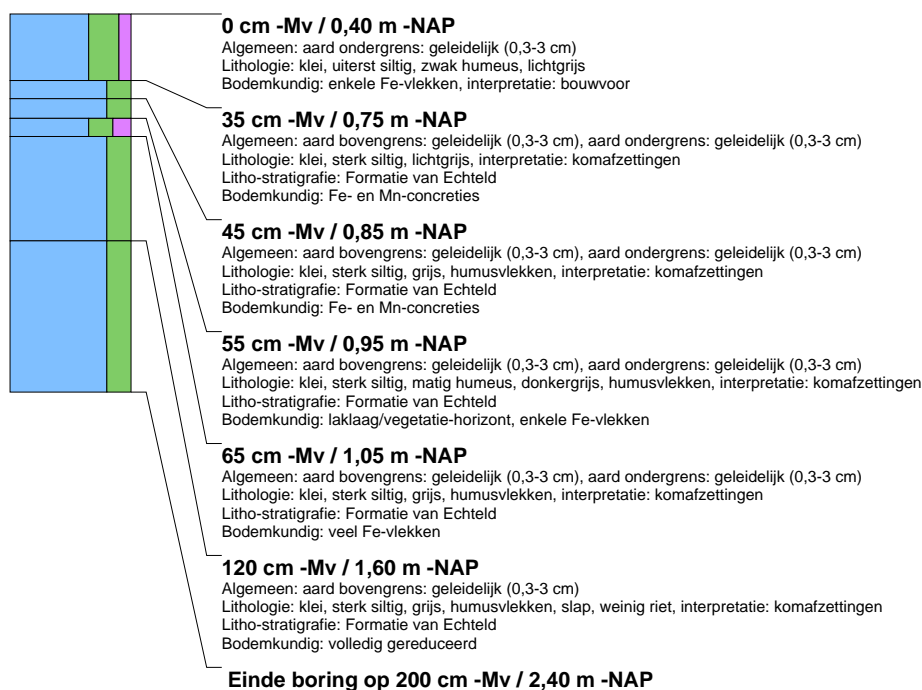 0 cm -Mv / 0,40 m -NAP
Algemeen: aard ondergrens: geleidelijk (0,3-3 cm)
Lithologie: klei, uiterst siltig, zwak humeus, lichtgrijs
Bodemkundig: enkele Fe-vlekken, interpretatie: bouwvoor
35 cm -Mv / 0,75 m -NAP
Algemeen: aard bovengrens: geleidelijk (0,3-3 cm), aard ondergrens: geleidelijk (0,3-3 cm)
Lithologie: klei, sterk siltig, lichtgrijs, interpretatie: komafzettingen
Litho-stratigrafie: Formatie van Echteld
Bodemkundig: Fe- en Mn-concreties
45 cm -Mv / 0,85 m -NAP
Algemeen: aard bovengrens: geleidelijk (0,3-3 cm), aard ondergrens: geleidelijk (0,3-3 cm)
Lithologie: klei, sterk siltig, grijs, humusvlekken, interpretatie: komafzettingen
Litho-stratigrafie: Formatie van Echteld
Bodemkundig: Fe- en Mn-concreties
55 cm -Mv / 0,95 m -NAP
Algemeen: aard bovengrens: geleidelijk (0,3-3 cm), aard ondergrens: geleidelijk (0,3-3 cm)
Lithologie: klei, sterk siltig, matig humeus, donkergrijs, humusvlekken, interpretatie: komafzettingen
Litho-stratigrafie: Formatie van Echteld
Bodemkundig: laklaag/vegetatie-horizont, enkele Fe-vlekken
65 cm -Mv / 1,05 m -NAP
Algemeen: aard bovengrens: geleidelijk (0,3-3 cm), aard ondergrens: geleidelijk (0,3-3 cm)
Lithologie: klei, sterk siltig, grijs, humusvlekken, interpretatie: komafzettingen
Litho-stratigrafie: Formatie van Echteld
Bodemkundig: veel Fe-vlekken
120 cm -Mv / 1,60 m -NAP
Algemeen: aard bovengrens: geleidelijk (0,3-3 cm)
Lithologie: klei, sterk siltig, grijs, humusvlekken, slap, weinig riet, interpretatie: komafzettingen
Litho-stratigrafie: Formatie van Echteld
Bodemkundig: volledig gereduceerd
Einde boring op 200 cm -Mv / 2,40 m -NAP